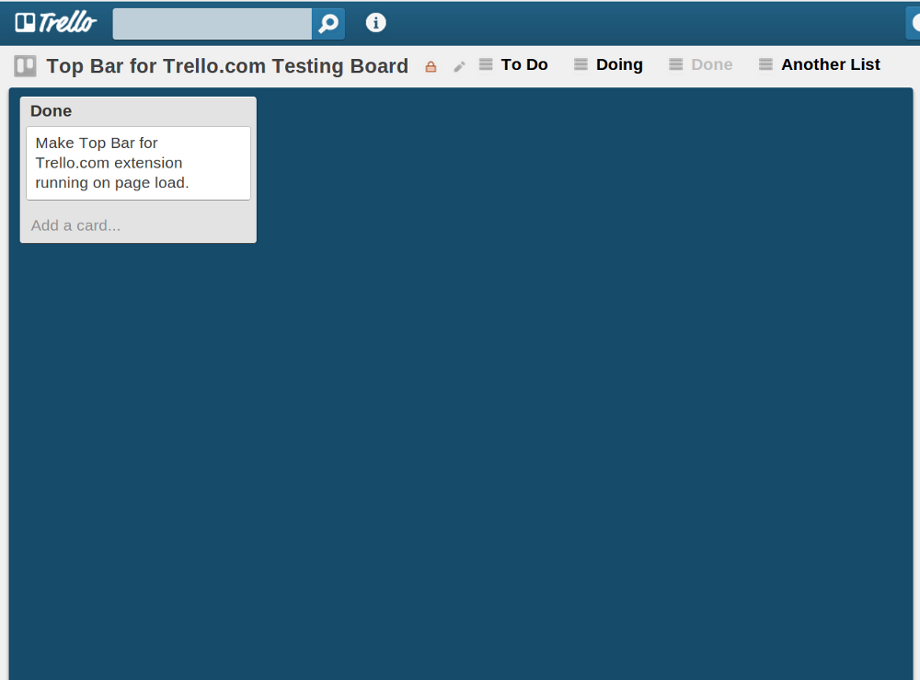 Trello
Top Bar for Trello.com Testing Board To Do Doing Done Another List
Done
Make Top Bar for
Trello.com extension
running on page load.
Add a card...